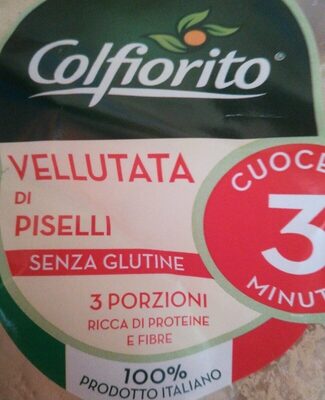 Colfiorito
VELLUTATA
DI
PISELLI
SENZA GLUTINE
3 PORZIONI
RICCA DI PROTEINE
E FIBRE
CUOCE
3
MINUT
100%
PRODOTTO ITALIANO